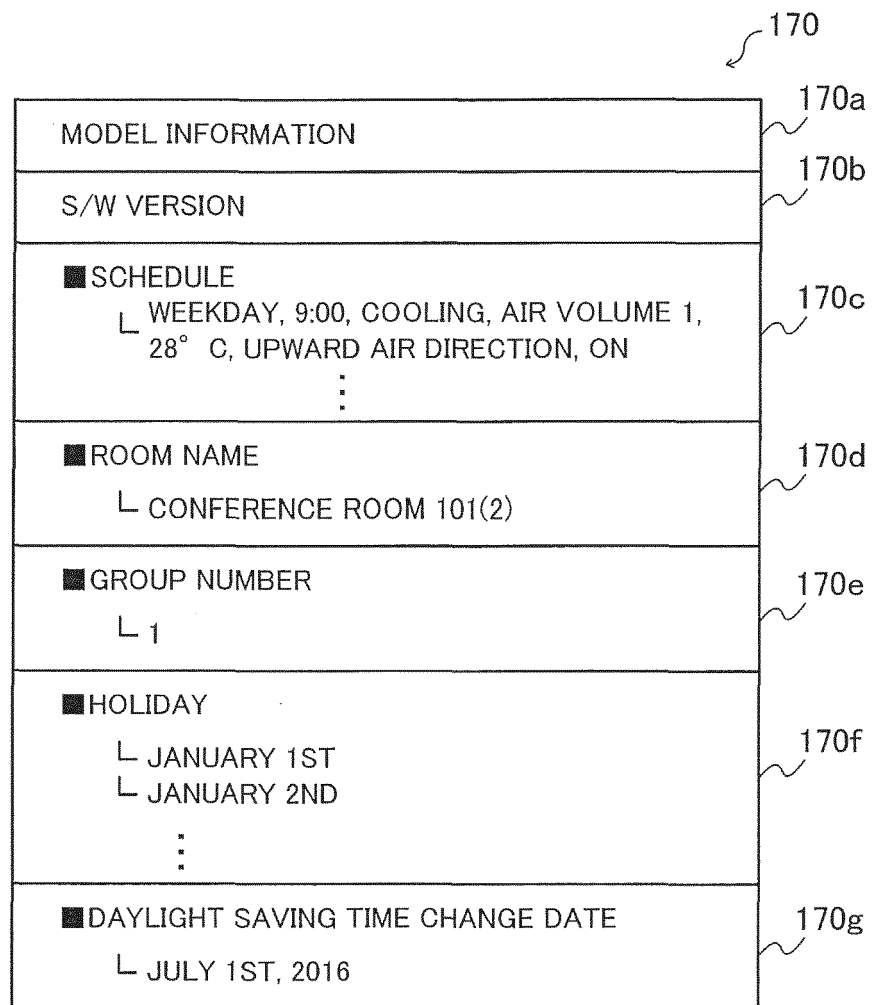 170
MODEL INFORMATION
170a
S/W VERSION
170b
■SCHEDULE
WEEKDAY, 9:00, COOLING, AIR VOLUME 1,
28° C, UPWARD AIR DIRECTION, ON
170c
■ROOM NAME
CONFERENCE ROOM 101(2)
170d
■GROUP NUMBER
1
170e
■HOLIDAY
JANUARY 1ST
JANUARY 2ND
170f
■DAYLIGHT SAVING TIME CHANGE DATE
JULY 1ST, 2016
170g